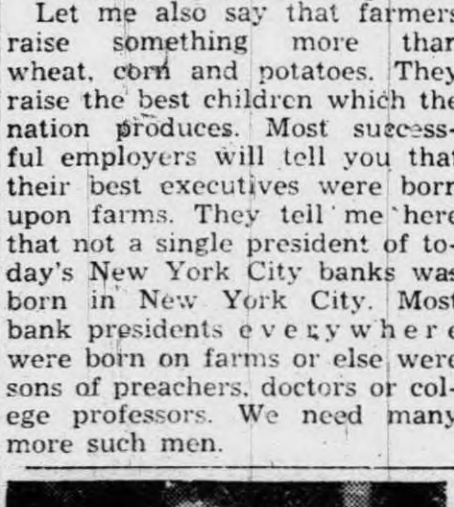 Let me also say that farmers
raise something more than
wheat, corn and potatoes. They
raise the best children which the
nation produces. Most success-
ful employers will tell you that
their best executives were born
upon farms. They tell me here
that not a single president of to-
day's New York City banks was
born in New York City. Most
bank presidents everywhere
were born on farms or else were
sons of preachers, doctors or col-
ege professors. We need many
more such men.